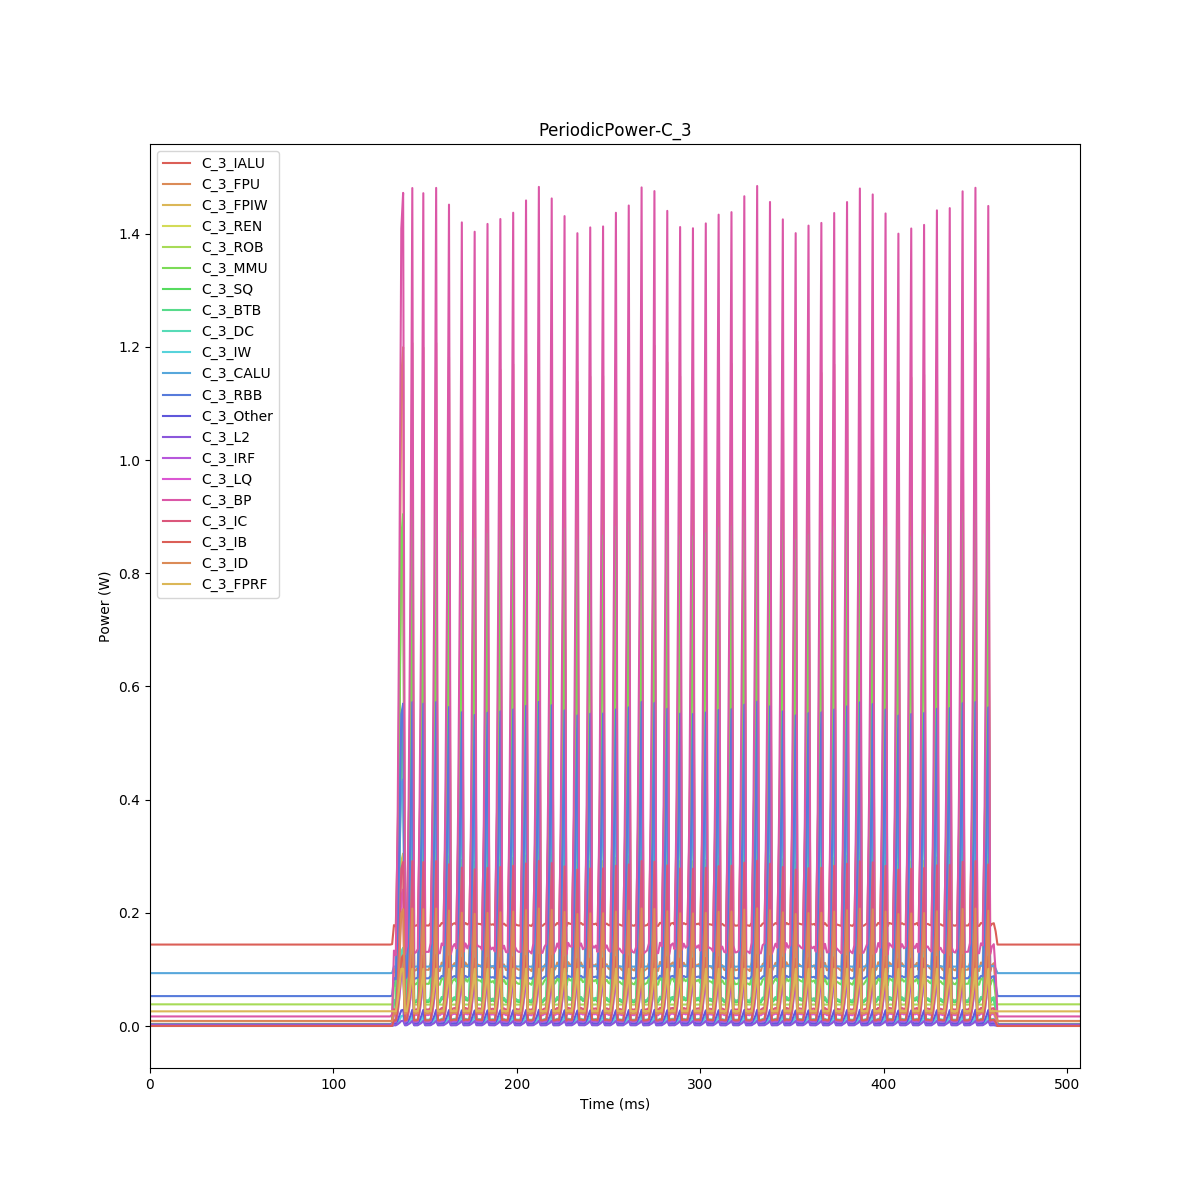 PeriodicPower-C_3
C_3_IALU
C_3_FPU
C_3_FPIW
C_3_REN
C_3_ROB
C_3_MMU
C_3_SQ
C_3_BTB
C_3_DC
C_3_IW
C_3_CALU
C_3_RBB
C_3_Other
C_3_L2
C_3_IRF
C_3_LQ
C_3_BP
C_3_IC
C_3_IB
C_3_ID
C_3_FPRF
1.4
1.2
1.0
0.8
0.6
0.4
0.2
0.0
Power (W)
0 100 200 300 400 500
Time (ms)